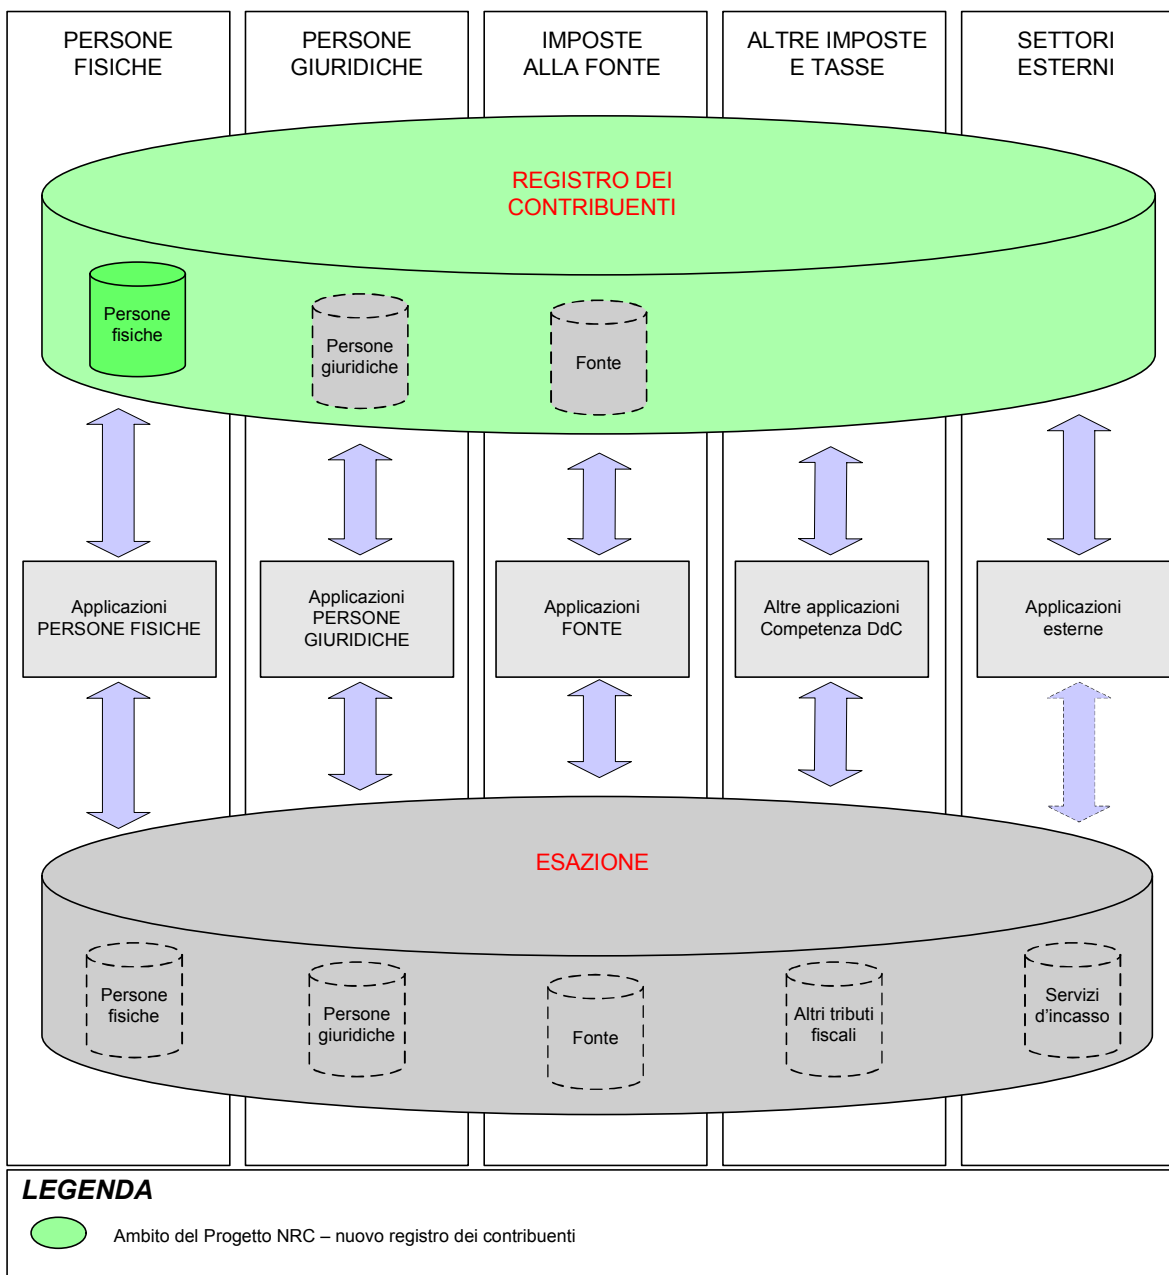 PERSONE
FISICHE
PERSONE
GIURIDICHE
IMPOSTE
ALLA FONTE
ALTRE IMPOSTE
E TASSE
SETTORI
ESTERNI
REGISTRO DEI
CONTRIBUENTI
Persone
fisiche
Persone
giuridiche
Fonte
Applicazioni
PERSONE FISICHE
Applicazioni
PERSONE
GIURIDICHE
Applicazioni
FONTE
Altre applicazioni
Competenza DdC
Applicazioni
esterne
ESAZIONE
Persone
fisiche
Persone
giuridiche
Fonte
Altri tributi
fiscali
Servizi
d'incasso
LEGENDA
Ambito del Progetto NRC – nuovo registro dei contribuenti